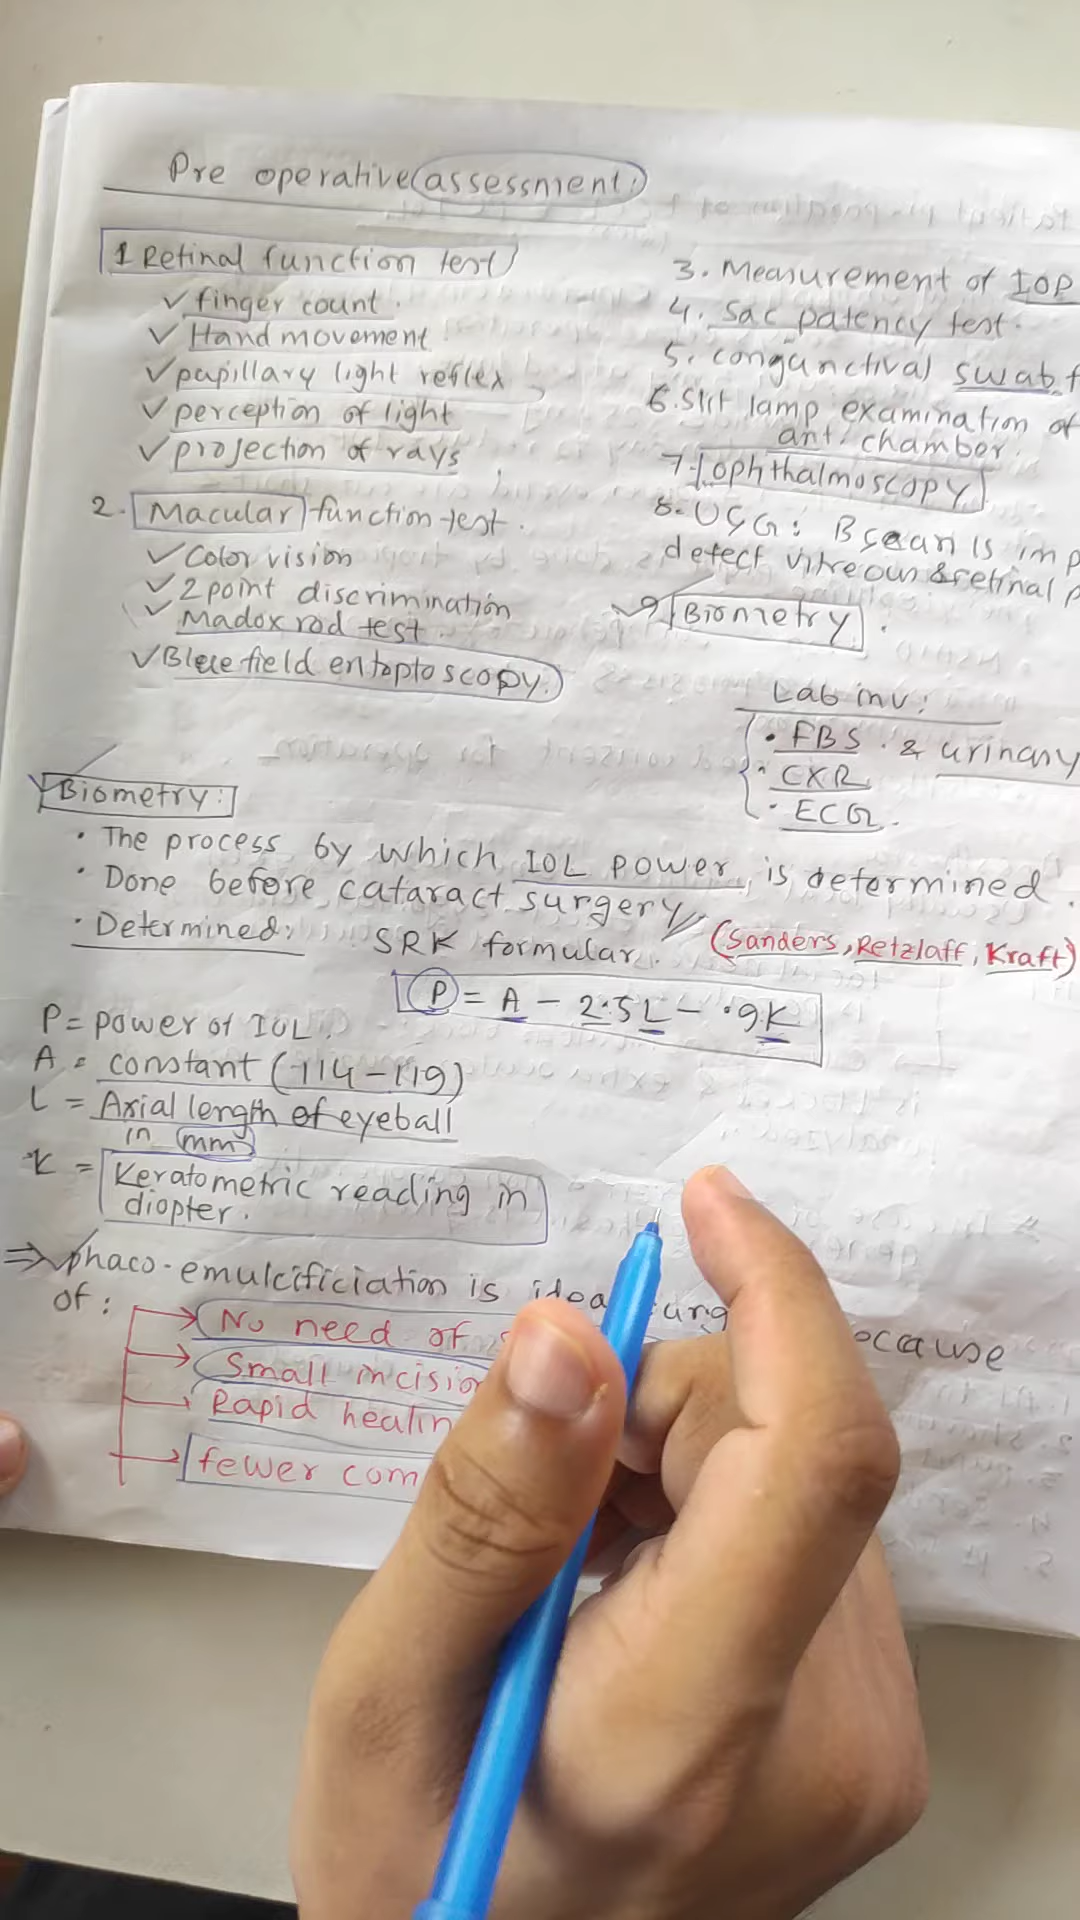 Pre operative assessment:
1 Retinal function test
✓ finger count.
✓ Hand movement
✓ papillary light reflex
✓ perception of light
✓ projection of rays
2. Macular function test.
✓ Color vision
✓ 2 point discrimination
✓ Madox rod test.
✓ Blue field entoptoscopy.
3. Measurement of IOP
4. Sac patency test.
5. congunctival swab f
6. Slit lamp examination of
ant. chamber.
7. ophthalmoscopy
8. USG: B scan is imp
detect vitreous & retinal p
✓ 9. Biometry.
Lab inv:
• FBS. & urinary
• CXR
• ECG.
Biometry:
• The process by which IOL power is determined.
• Done before cataract surgery
• Determined: SRK formular. (Sanders, Retzlaff, Kraft)
P = A - 2.5L - .9K
P = power of IOL.
A = constant (114-119)
L = Axial length of eyeball
in mm
K = Keratometric reading in
diopter.
⇒ phaco-emulcificiation is because
of:
→ No need of
→ Small
→ Rapid
→ fewer